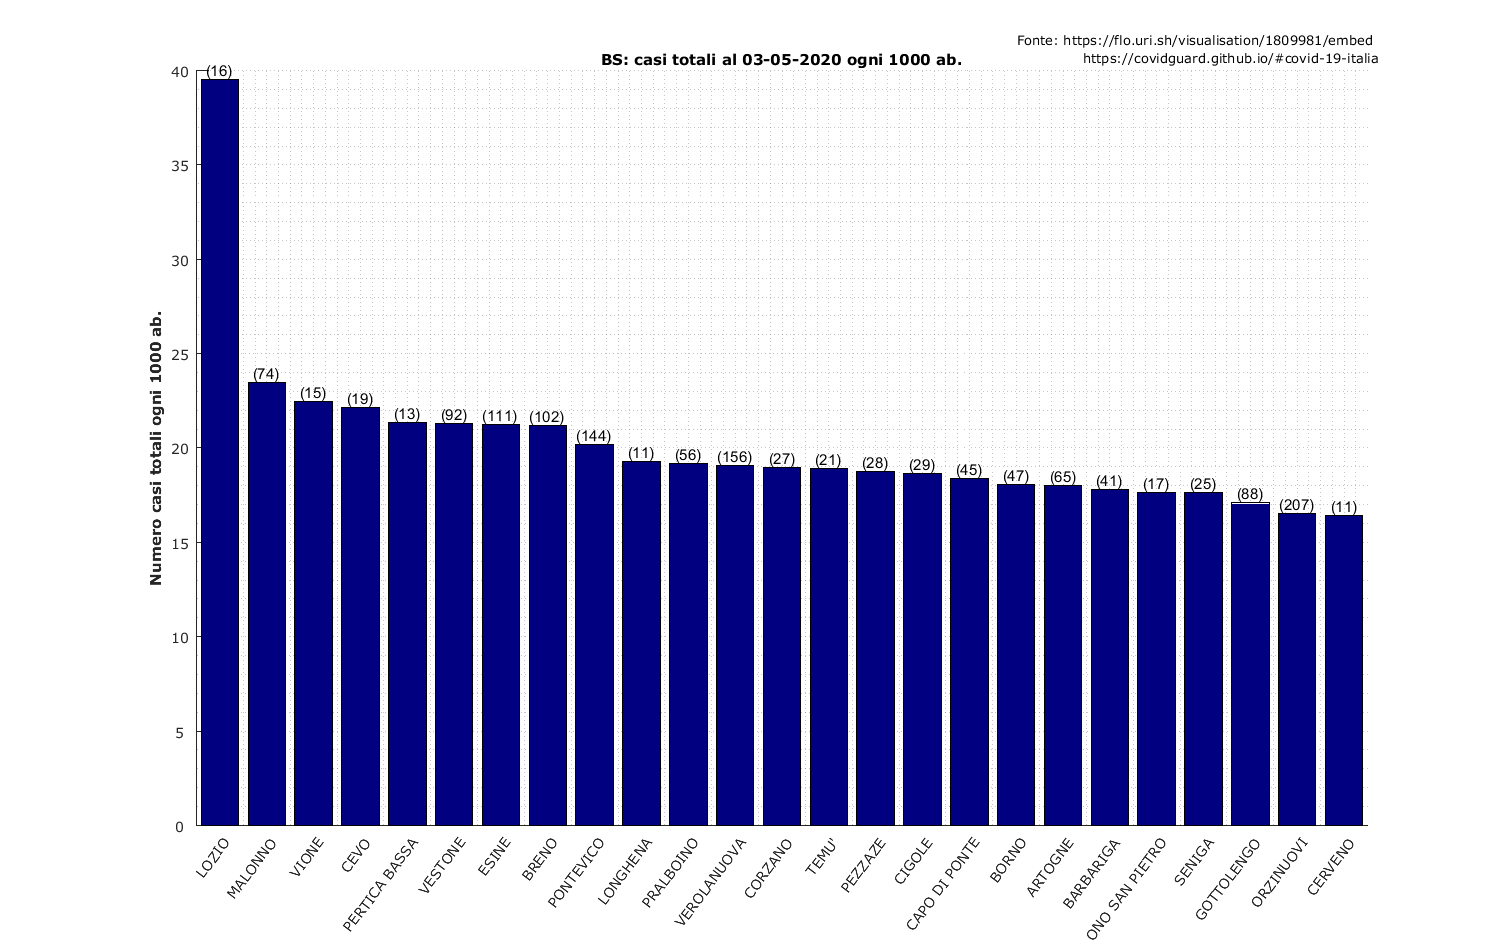 Fonte: https://flo.uri.sh/visualisation/1809981/embed
https://covidguard.github.io/#covid-19-italia
BS: casi totali al 03-05-2020 ogni 1000 ab.
Numero casi totali ogni 1000 ab.
40
35
30
25
20
15
10
5
0
(16)
(74)
(15)
(19)
(13)
(92)
(111)
(102)
(144)
(11)
(56)
(156)
(27)
(21)
(28)
(29)
(45)
(47)
(65)
(41)
(17)
(25)
(88)
(207)
(11)
LOZIO
MALONNO
VIONE
CEVO
PERTICA BASSA
VESTONE
ESINE
BRENO
PONTEVICO
LONGHENA
PRALBOINO
VEROLANUOVA
CORZANO
TEMU'
PEZZAZE
CIGOLE
CAPO DI PONTE
BORNO
ARTOGNE
BARBARIGA
ONO SAN PIETRO
SENIGA
GOTTOLENGO
ORZINUOVI
CERVENO